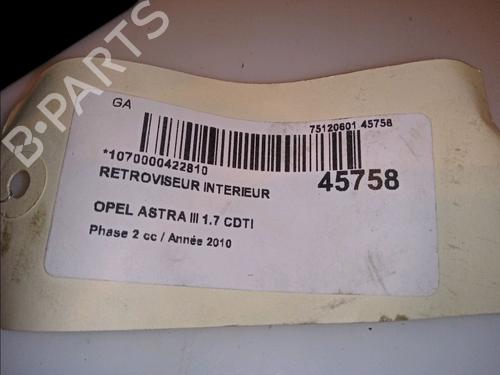 GA
75120601 45758
*1070000422810
RETROVISEUR INTERIEUR
45758
OPEL ASTRA III 1.7 CDTI
Phase 2 cc / Année 2010
B-PARTS